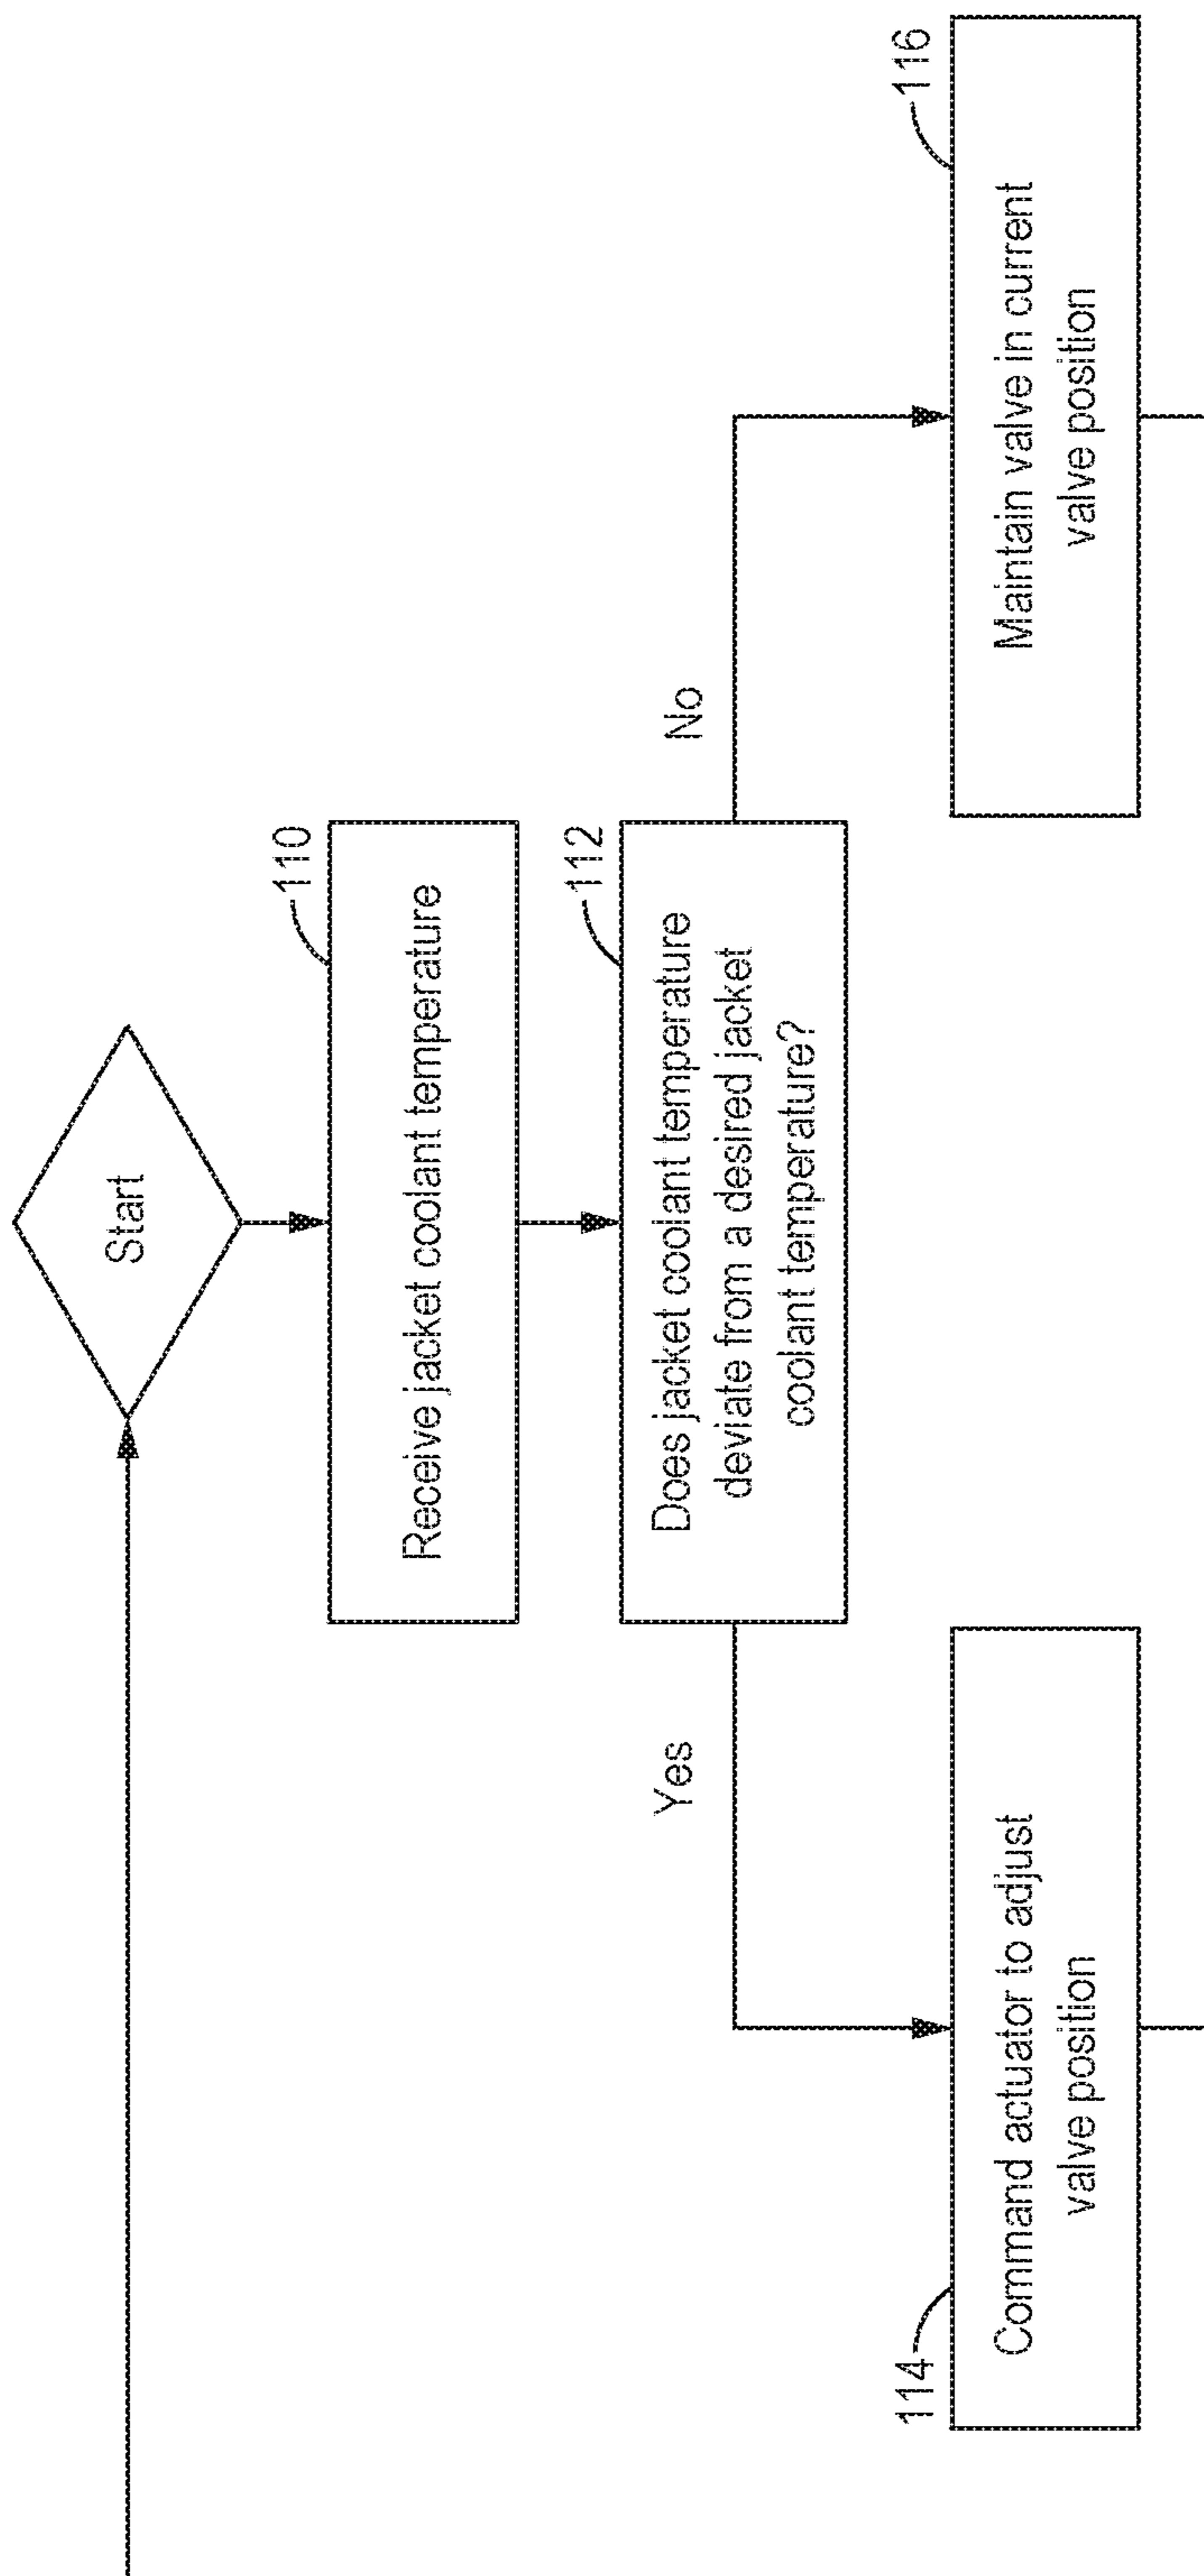 Start
110
Receive jacket coolant temperature
112
Does jacket coolant temperature
deviate from a desired jacket
coolant temperature?
Yes
No
114
Command actuator to adjust
valve position
116
Maintain valve in current
valve position